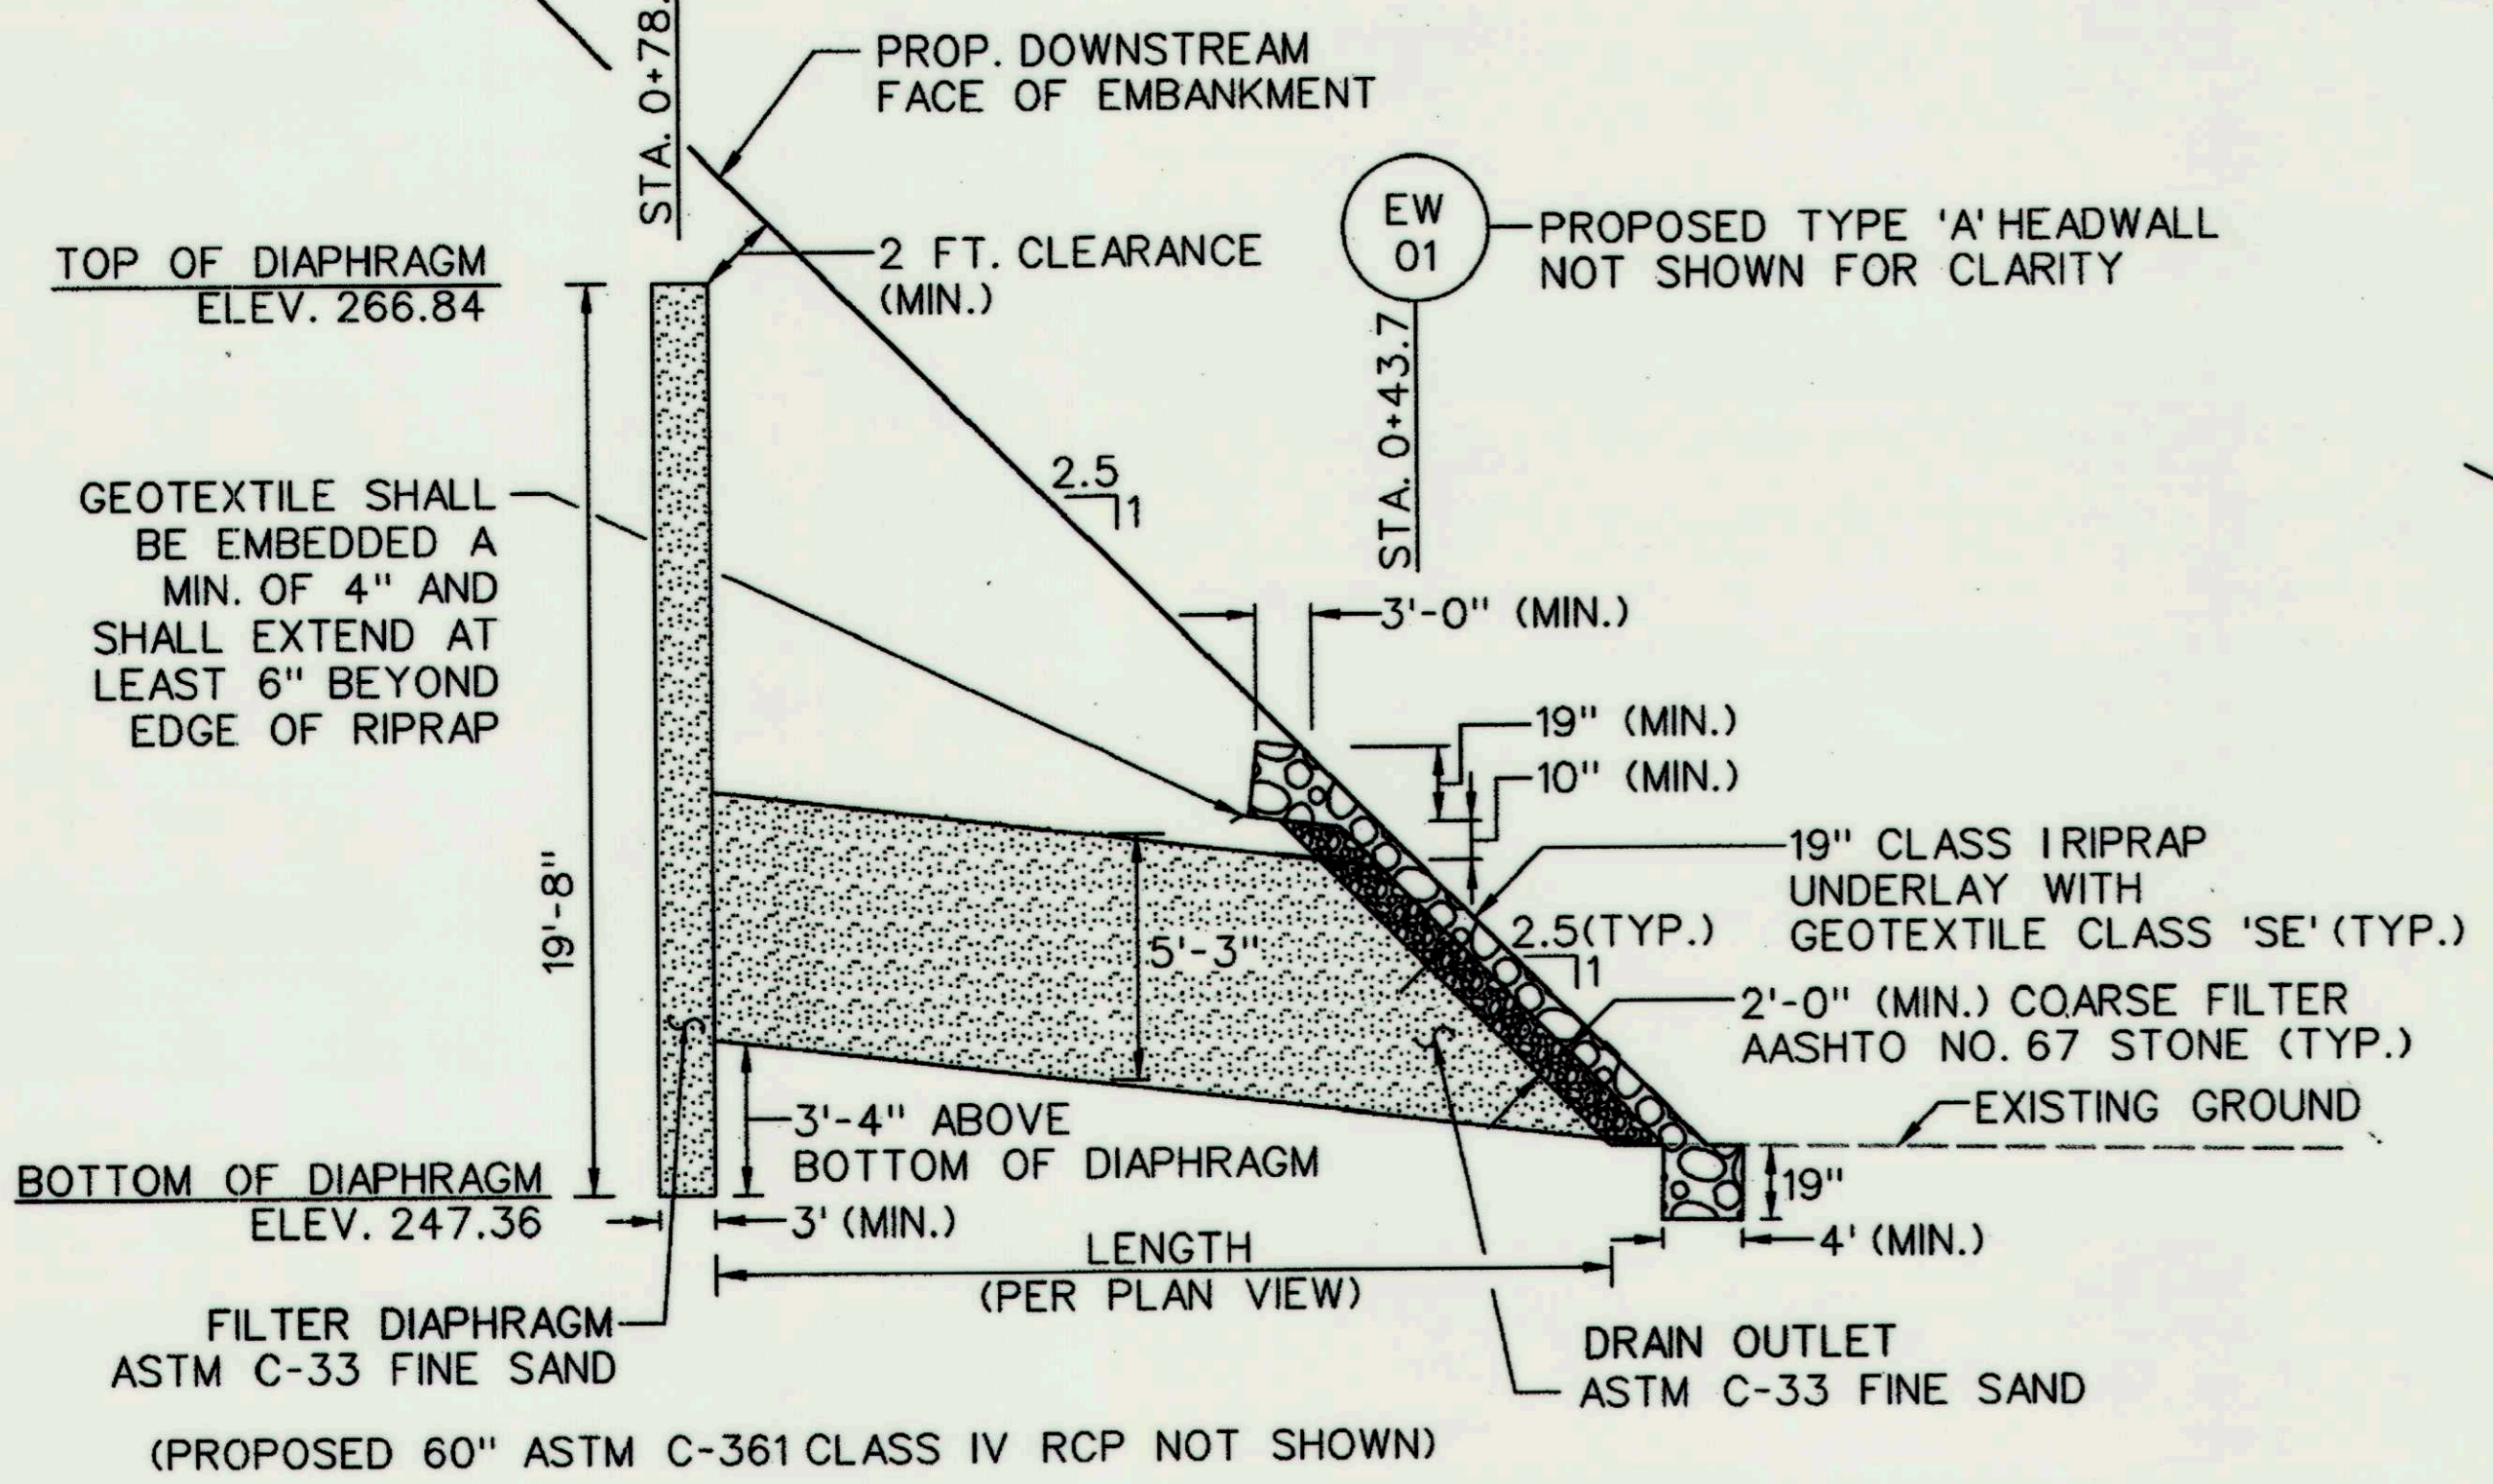 STA. 0+78.
PROP. DOWNSTREAM
FACE OF EMBANKMENT
EW
01
PROPOSED TYPE 'A' HEADWALL
NOT SHOWN FOR CLARITY
STA. 0+43.7
TOP OF DIAPHRAGM
ELEV. 266.84
2 FT. CLEARANCE
(MIN.)
GEOTEXTILE SHALL
BE EMBEDDED A
MIN. OF 4" AND
SHALL EXTEND AT
LEAST 6" BEYOND
EDGE OF RIPRAP
2.5
1
3'-0" (MIN.)
19" (MIN.)
10" (MIN.)
19" CLASS I RIPRAP
UNDERLAY WITH
GEOTEXTILE CLASS 'SE' (TYP.)
2.5(TYP.)
1
19'-8"
5'-3"
2'-0" (MIN.) COARSE FILTER
AASHTO NO. 67 STONE (TYP.)
EXISTING GROUND
3'-4" ABOVE
BOTTOM OF DIAPHRAGM
BOTTOM OF DIAPHRAGM
ELEV. 247.36
3' (MIN.)
19"
4' (MIN.)
LENGTH
(PER PLAN VIEW)
FILTER DIAPHRAGM
ASTM C-33 FINE SAND
DRAIN OUTLET
ASTM C-33 FINE SAND
(PROPOSED 60" ASTM C-361 CLASS IV RCP NOT SHOWN)